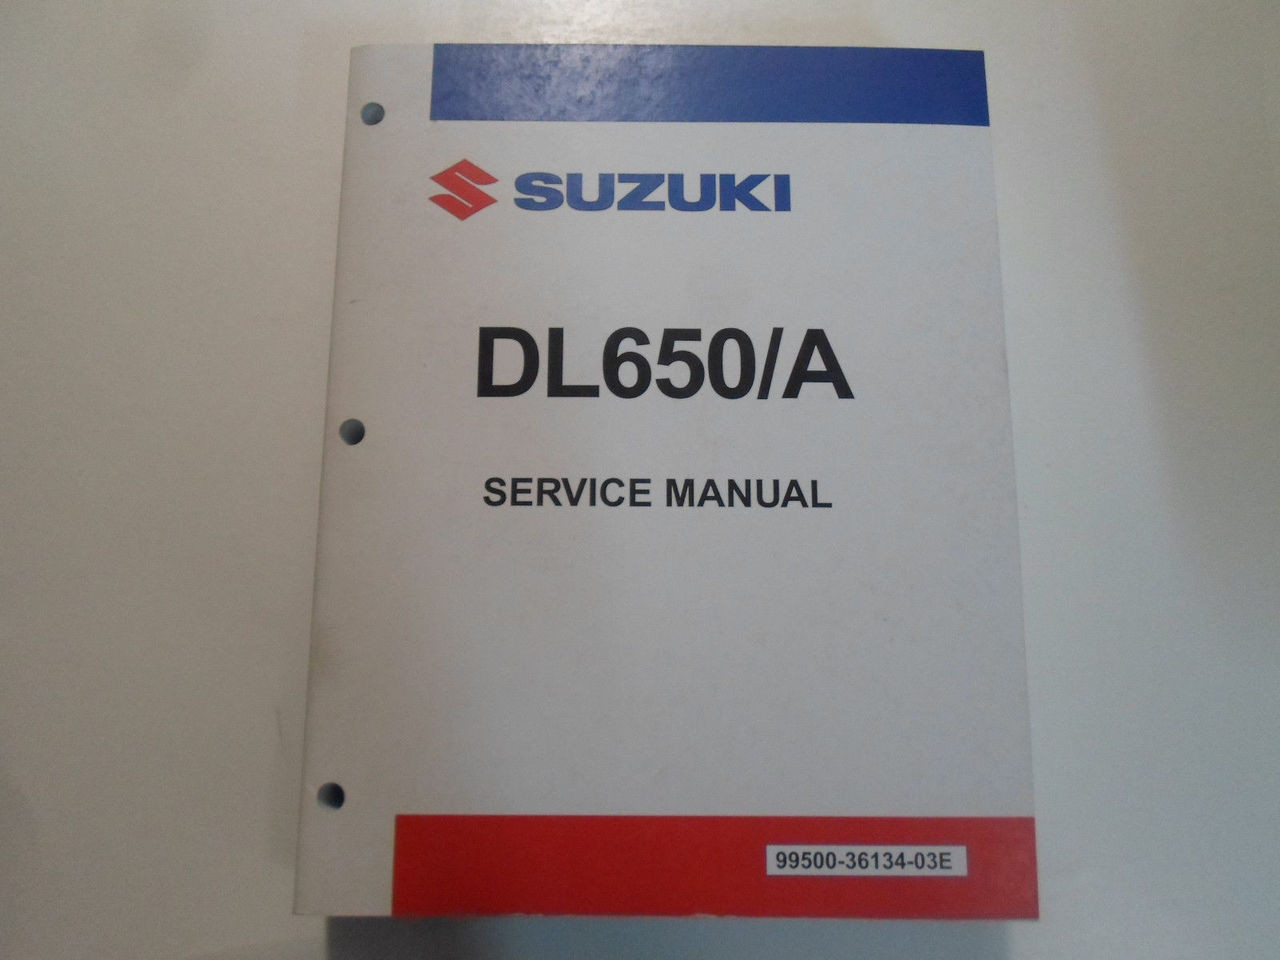 SUZUKI
DL650/A
SERVICE MANUAL
99500-36134-03E